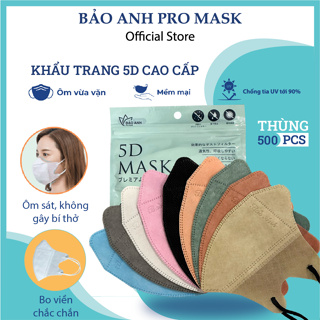 BẢO ANH PRO MASK
Official Store
KHẨU TRANG 5D CAO CẤP
Ôm vừa vặn
Mềm mại
Chống tia UV tới 90%
THÙNG
500 PCS
5D
MASK
Ôm sát, không
gây bí thở
Bo viền
chắc chắn